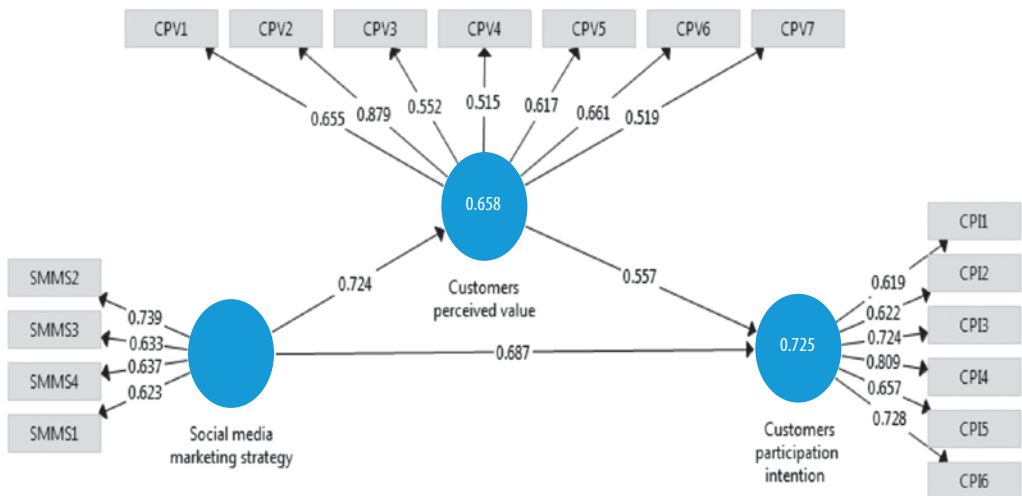 CPV1 CPV2 CPV3 CPV4 CPV5 CPV6 CPV7
0.655 0.879 0.552 0.515 0.617 0.661 0.519
0.658
Customers
perceived value
0.724
0.557
0.687
SMMS2
SMMS3
SMMS4
SMMS1
0.739
0.633
0.637
0.623
Social media
marketing strategy
0.725
Customers
participation
intention
0.619
0.622
0.724
0.809
0.657
0.728
CPI1
CPI2
CPI3
CPI4
CPI5
CPI6